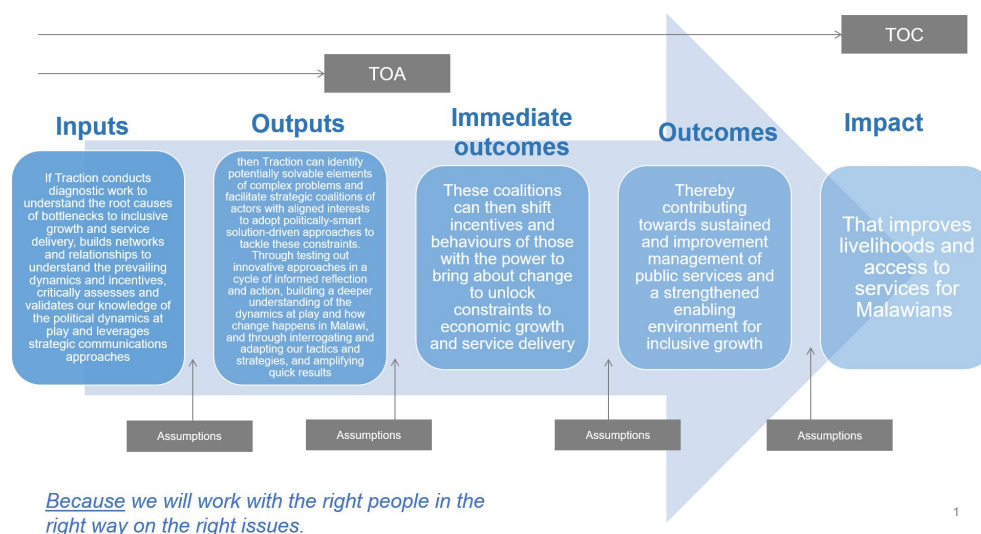 TOC
TOA
Inputs
If Traction conducts
diagnostic work to
understand the root causes
of bottlenecks to inclusive
growth and service
delivery, builds networks
and relationships to
understand the prevailing
dynamics and incentives,
critically assesses and
validates our knowledge of
the political dynamics at
play and leverages
strategic communications
approaches
Outputs
then Traction can identify
potentially solvable elements
of complex problems and
facilitate strategic coalitions of
actors with aligned interests
to adopt politically-smart
solution-driven approaches to
tackle these constraints.
Through testing out
innovative approaches in a
cycle of informed reflection
and action, building a deeper
understanding of the
dynamics at play and how
change happens in Malawi,
and through interrogating and
adapting our tactics and
strategies, and amplifying
quick results
Immediate
outcomes
These coalitions
can then shift
incentives and
behaviours of those
with the power to
bring about change
to unlock
constraints to
economic growth
and service delivery
Outcomes
Thereby
contributing
towards sustained
and improvement
management of
public services and
a strengthened
enabling
environment for
inclusive growth
Impact
That improves
livelihoods and
access to
services for
Malawians
Assumptions
Assumptions
Assumptions
Assumptions
Because we will work with the right people in the
right way on the right issues.
1